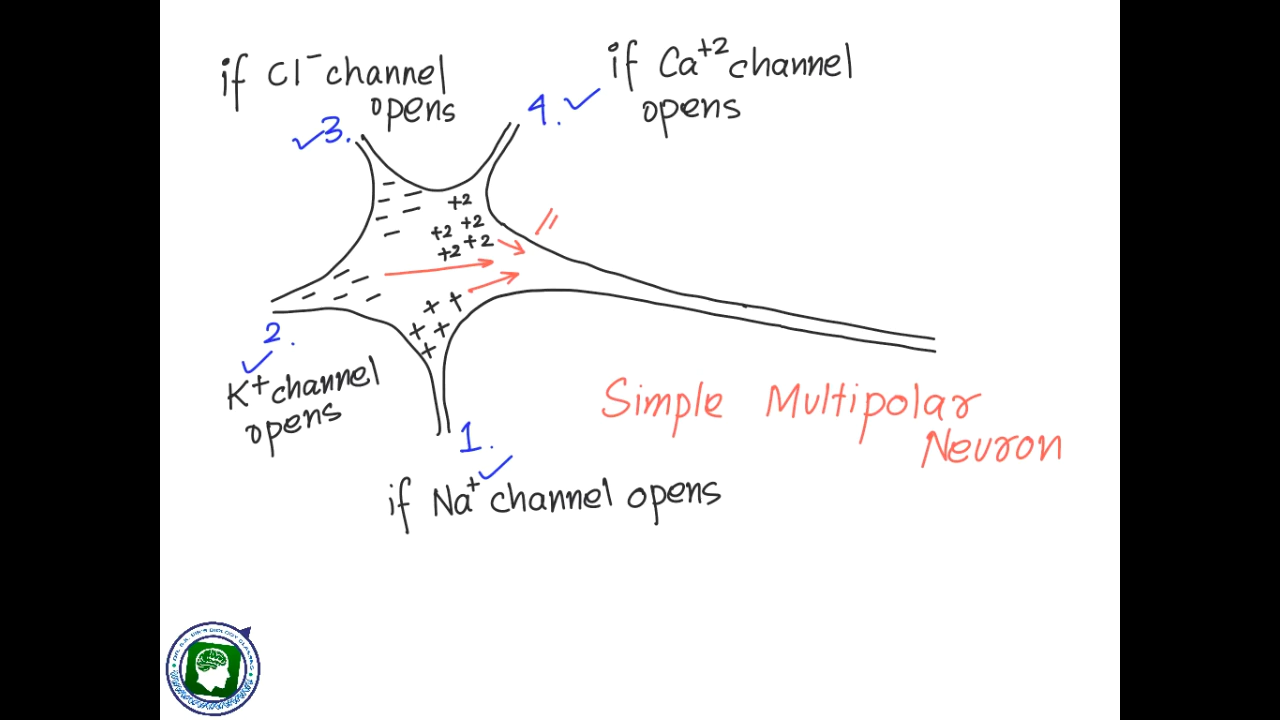 if Cl⁻ channel
opens
3.
if Ca⁺² channel
opens
4.
+2
+2 +2
+2 +2
2.
K⁺ channel
opens
1.
if Na⁺ channel opens
Simple Multipolar
Neuron